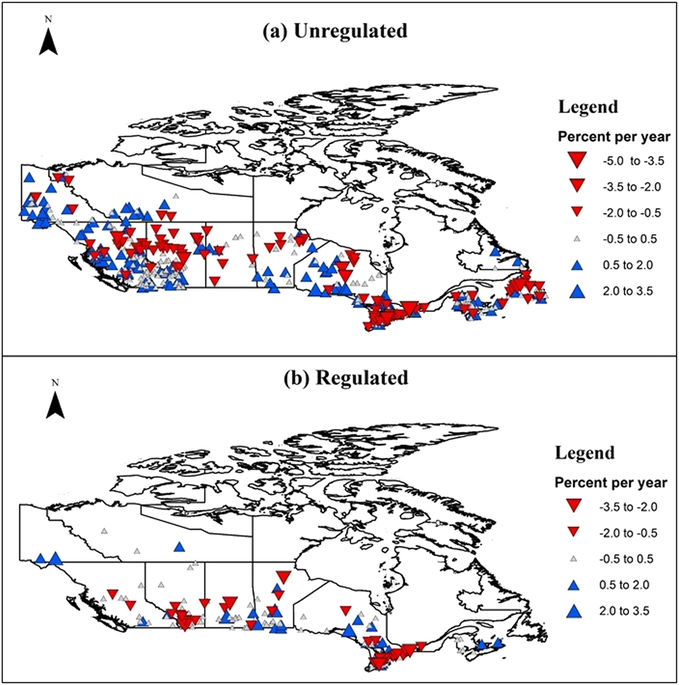 (a) Unregulated
N
Legend
Percent per year
-5.0 to -3.5
-3.5 to -2.0
-2.0 to -0.5
-0.5 to 0.5
0.5 to 2.0
2.0 to 3.5
(b) Regulated
N
Legend
Percent per year
-3.5 to -2.0
-2.0 to -0.5
-0.5 to 0.5
0.5 to 2.0
2.0 to 3.5